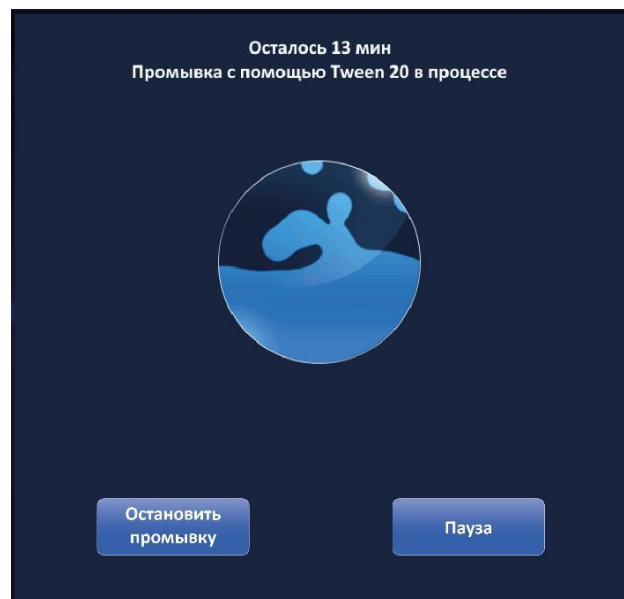 Осталось 13 мин
Промывка с помощью Tween 20 в процессе
Остановить
промывку
Пауза